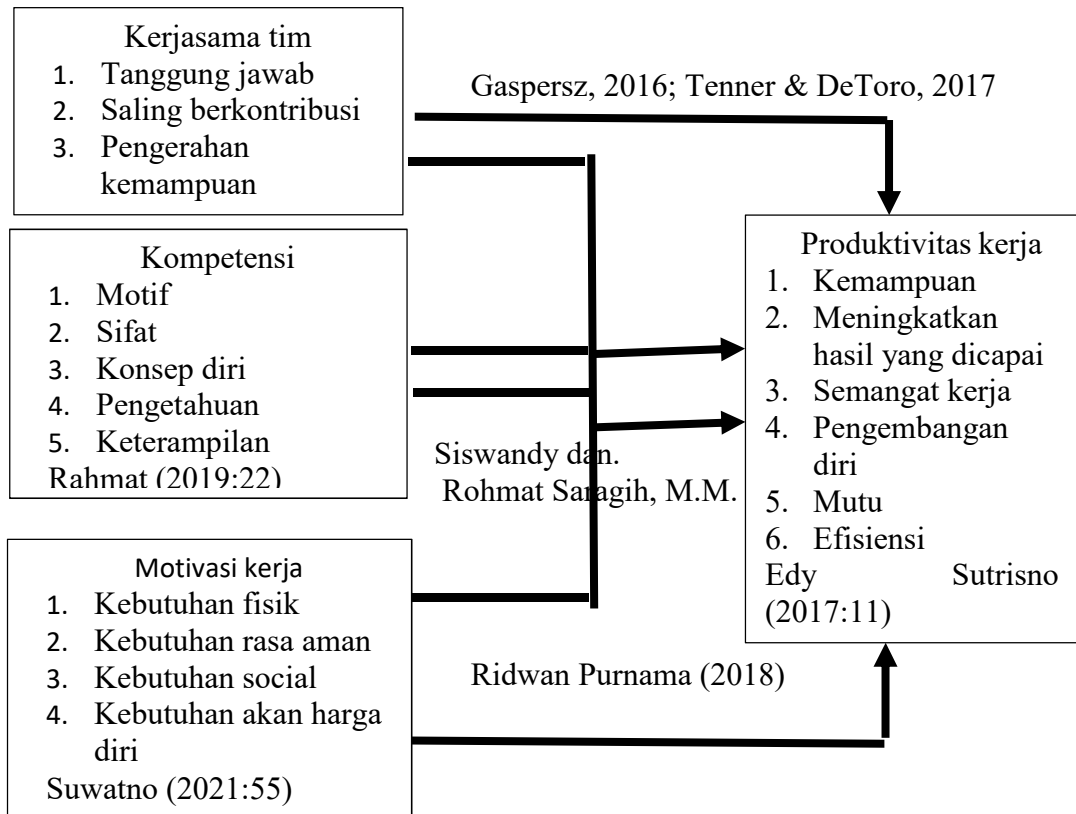 Kerjasama tim
1. Tanggung jawab
2. Saling berkontribusi
3. Pengerahan
kemampuan
Gaspersz, 2016; Tenner & DeToro, 2017
Kompetensi
1. Motif
2. Sifat
3. Konsep diri
4. Pengetahuan
5. Keterampilan
Rahmat (2019:22)
Siswandy dan.
Rohmat Saragih, M.M.
Motivasi kerja
1. Kebutuhan fisik
2. Kebutuhan rasa aman
3. Kebutuhan social
4. Kebutuhan akan harga
diri
Suwatno (2021:55)
Ridwan Purnama (2018)
Produktivitas kerja
1. Kemampuan
2. Meningkatkan
hasil yang dicapai
3. Semangat kerja
4. Pengembangan
diri
5. Mutu
6. Efisiensi
Edy Sutrisno
(2017:11)